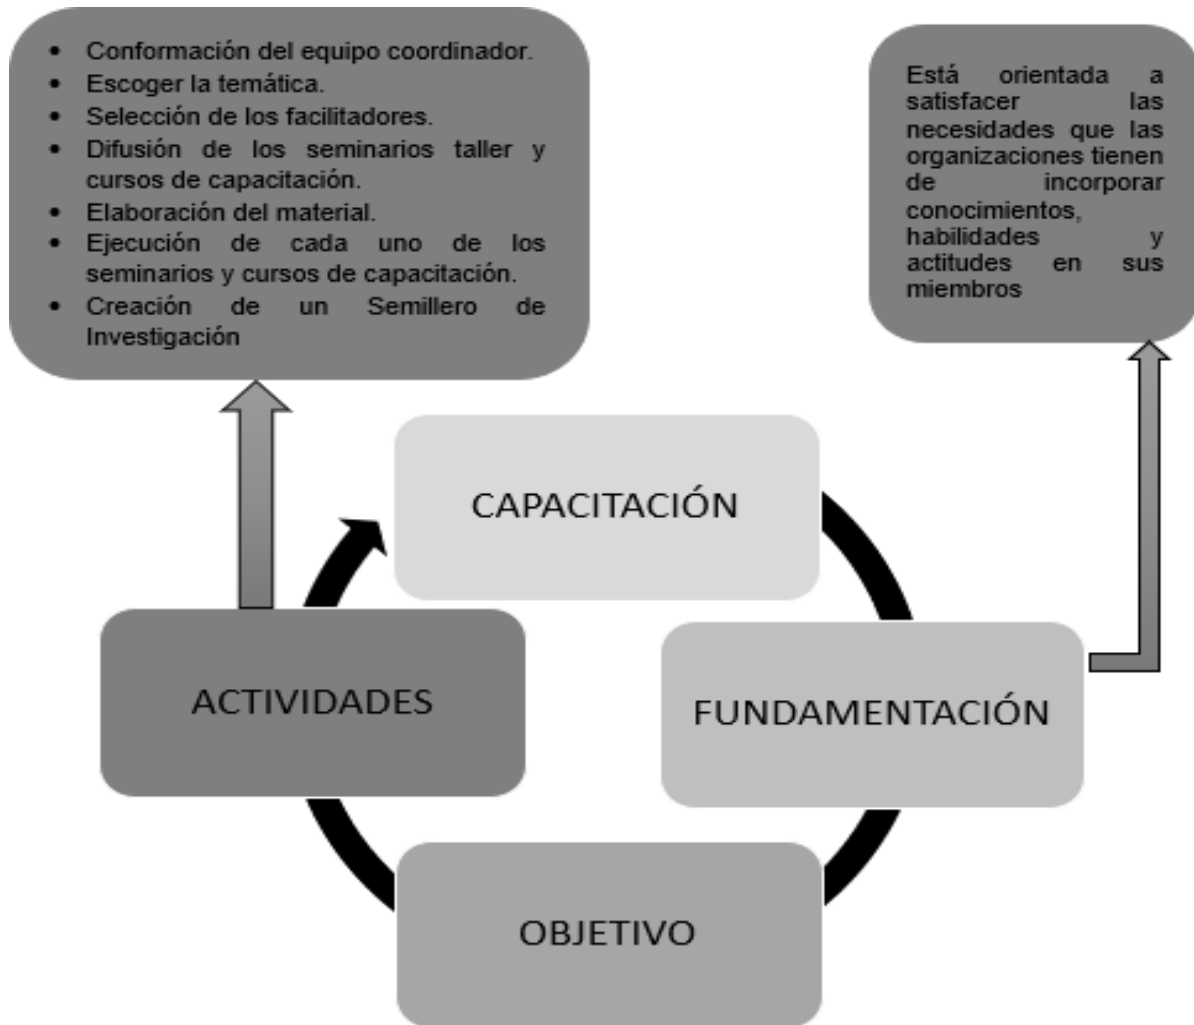 • Conformación del equipo coordinador.
• Escoger la temática.
• Selección de los facilitadores.
• Difusión de los seminarios taller y
cursos de capacitación.
• Elaboración del material.
• Ejecución de cada uno de los
seminarios y cursos de capacitación.
• Creación de un Semillero de
Investigación
Está orientada a
satisfacer las
necesidades que las
organizaciones tienen
de incorporar
conocimientos,
habilidades y
actitudes en sus
miembros
CAPACITACIÓN
ACTIVIDADES
FUNDAMENTACIÓN
OBJETIVO